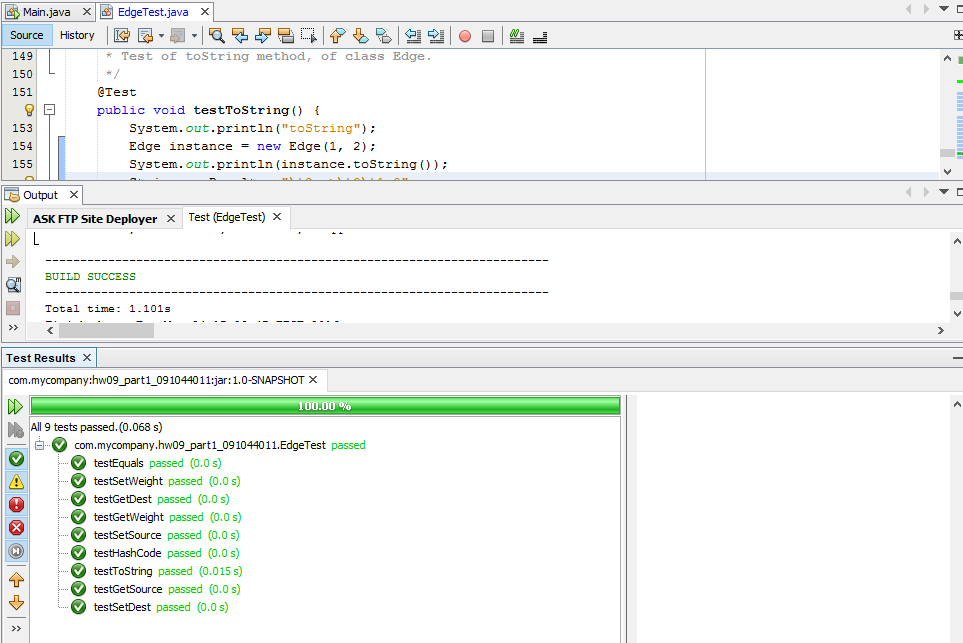 Main.java
EdgeTest.java
Source History
149 * Test of toString method, of class Edge.
150 */
151 @Test
public void testToString() {
153 System.out.println("toString");
154 Edge instance = new Edge(1, 2);
155 System.out.println(instance.toString());
Output
ASK FTP Site Deployer
Test (EdgeTest)
------------------------------------------------------------------------
BUILD SUCCESS
------------------------------------------------------------------------
Total time: 1.101s
Test Results
com.mycompany:hw09_part1_091044011:jar:1.0-SNAPSHOT
100.00 %
All 9 tests passed.(0.068 s)
com.mycompany.hw09_part1_091044011.EdgeTest passed
testEquals passed (0.0 s)
testSetWeight passed (0.0 s)
testGetDest passed (0.0 s)
testGetWeight passed (0.0 s)
testSetSource passed (0.0 s)
testHashCode passed (0.0 s)
testToString passed (0.015 s)
testGetSource passed (0.0 s)
testSetDest passed (0.0 s)